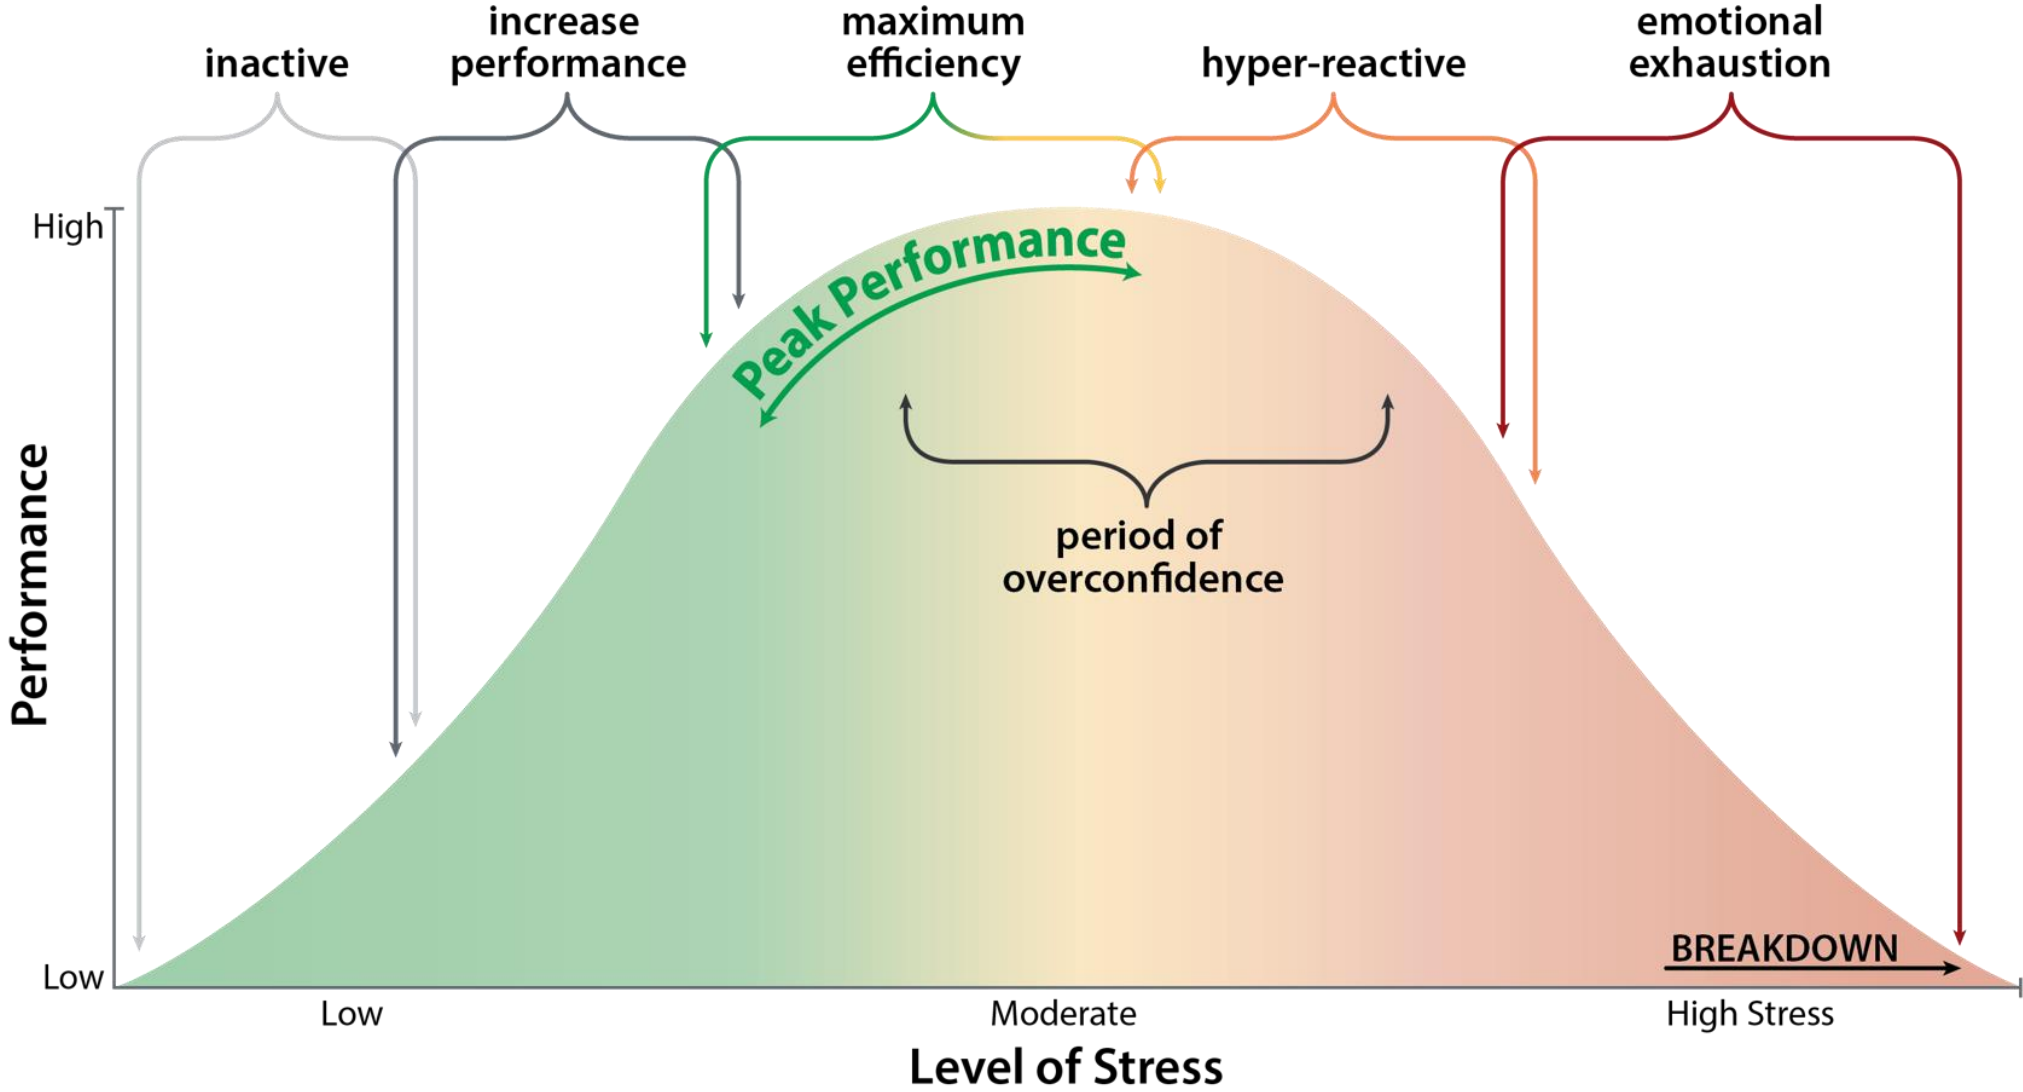 inactive
increase
performance
maximum
efficiency
hyper-reactive
emotional
exhaustion
High
Peak Performance
period of
overconfidence
Performance
BREAKDOWN
Low
Low
Moderate
High Stress
Level of Stress